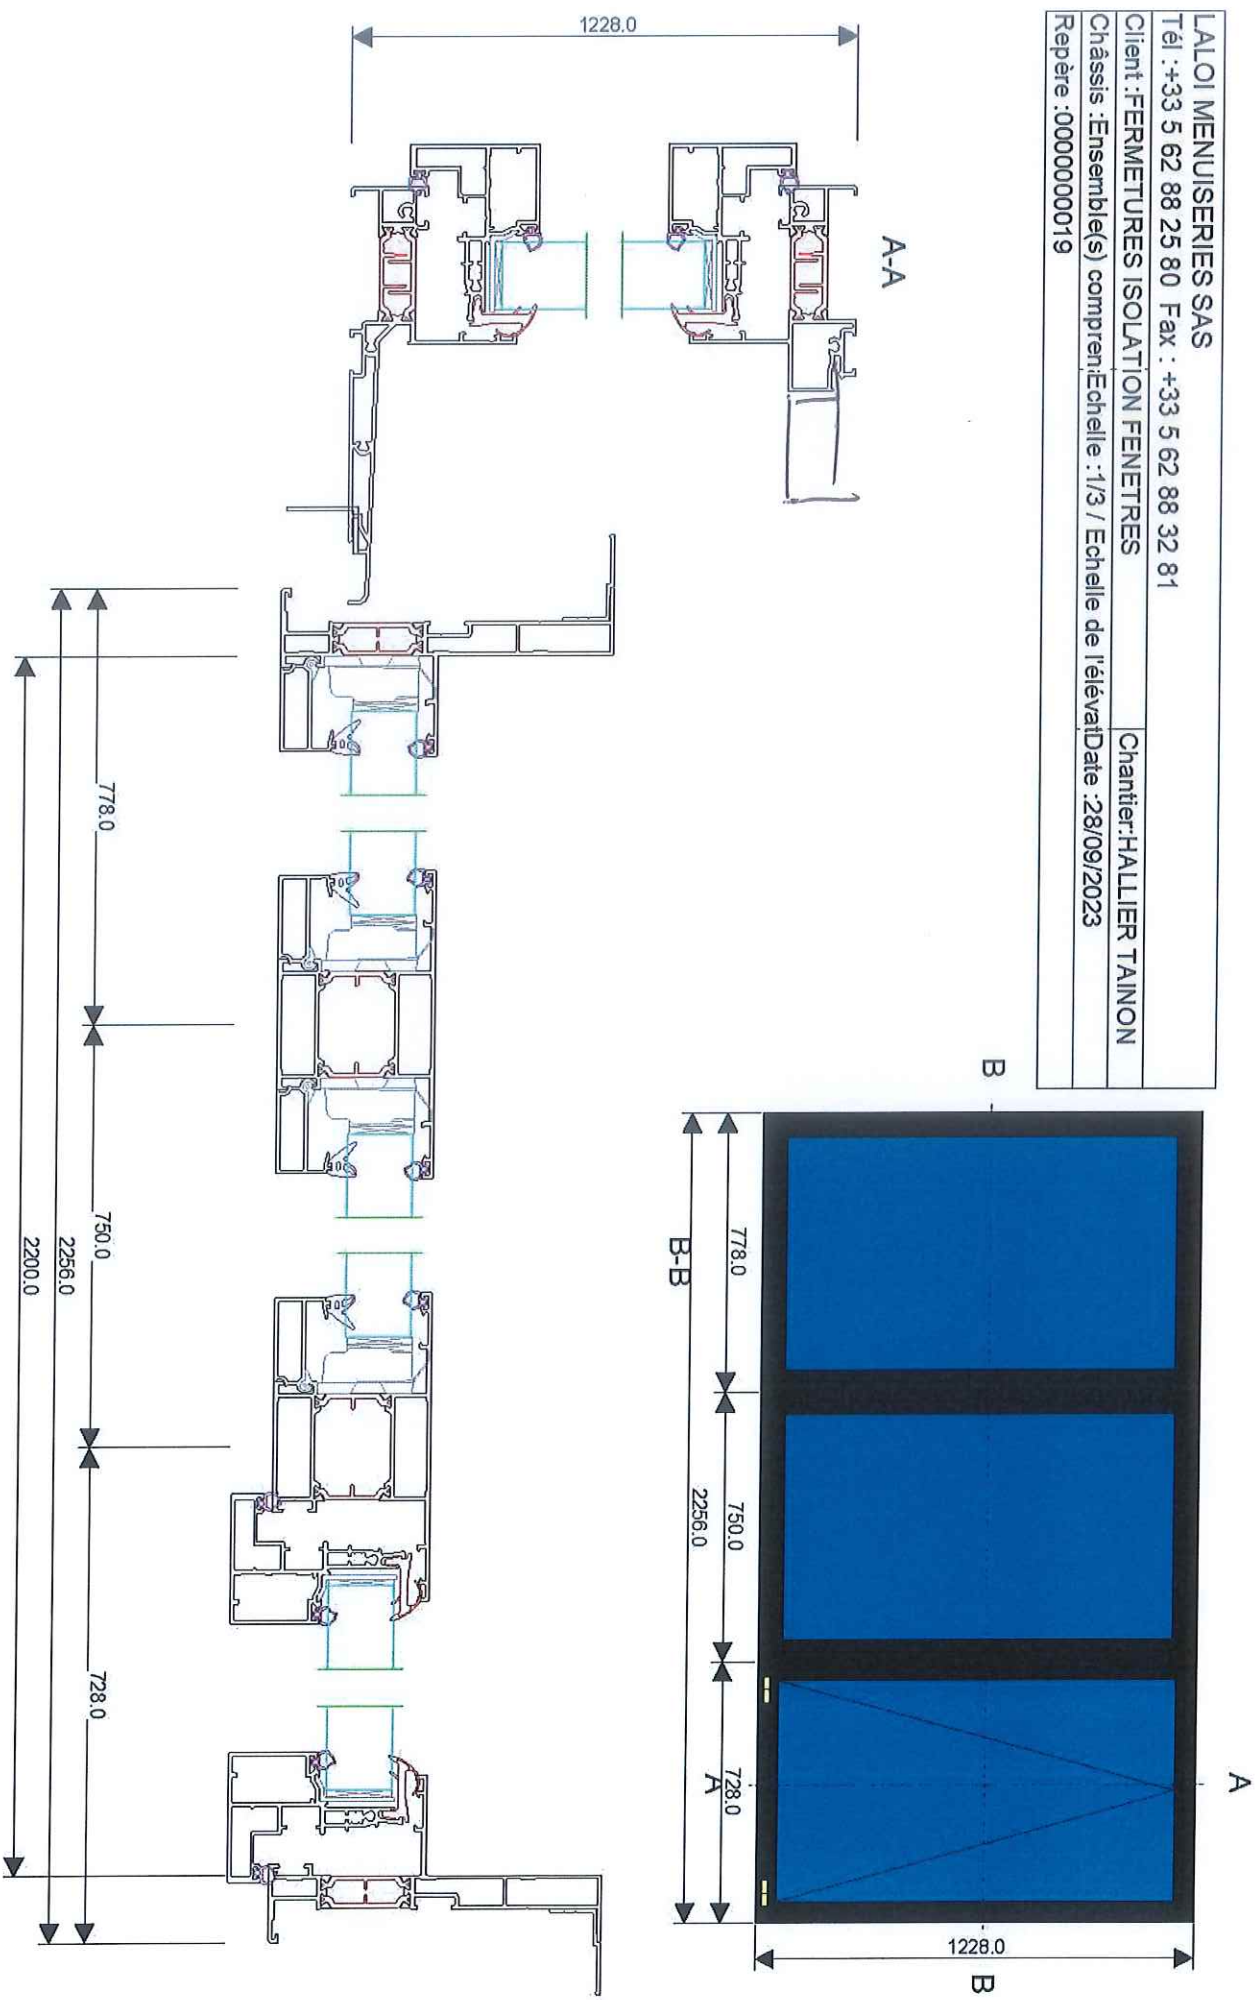 LALOI MENUISERIES SAS
Tél :+33 5 62 88 25 80 Fax : +33 5 62 88 32 81
Client :FERMETURES ISOLATION FENETRES
Chantier:HALLIER TAINON
Châssis :Ensemble(s) compren
Echelle :1/3 / Echelle de l'élévat
Date :28/09/2023
Repère :0000000019
A
B
B
A
778.0
750.0
728.0
2256.0
1228.0
A-A
1228.0
B-B
778.0
750.0
728.0
2256.0
2200.0